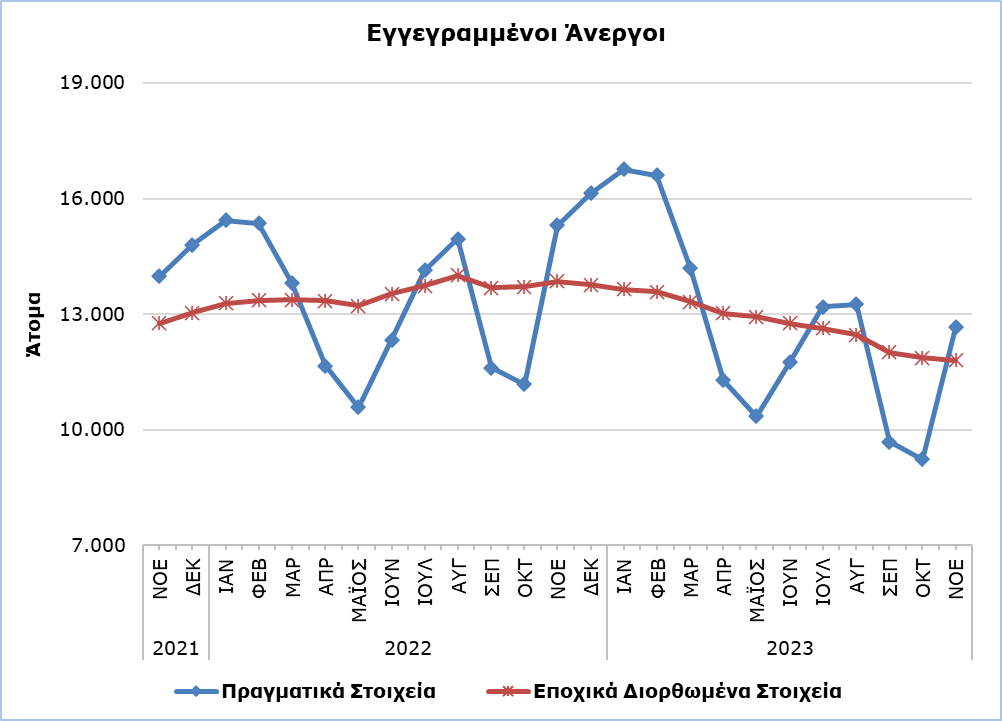 Εγγεγραμμένοι Άνεργοι
19.000
16.000
13.000
10.000
7.000
Άτομα
ΝΟΕ ΔΕΚ ΙΑΝ ΦΕΒ ΜΑΡ ΑΠΡ ΜΑΪΟΣ ΙΟΥΝ ΙΟΥΛ ΑΥΓ ΣΕΠ ΟΚΤ ΝΟΕ ΔΕΚ ΙΑΝ ΦΕΒ ΜΑΡ ΑΠΡ ΜΑΪΟΣ ΙΟΥΝ ΙΟΥΛ ΑΥΓ ΣΕΠ ΟΚΤ ΝΟΕ
2021 2022 2023
Πραγματικά Στοιχεία Εποχικά Διορθωμένα Στοιχεία